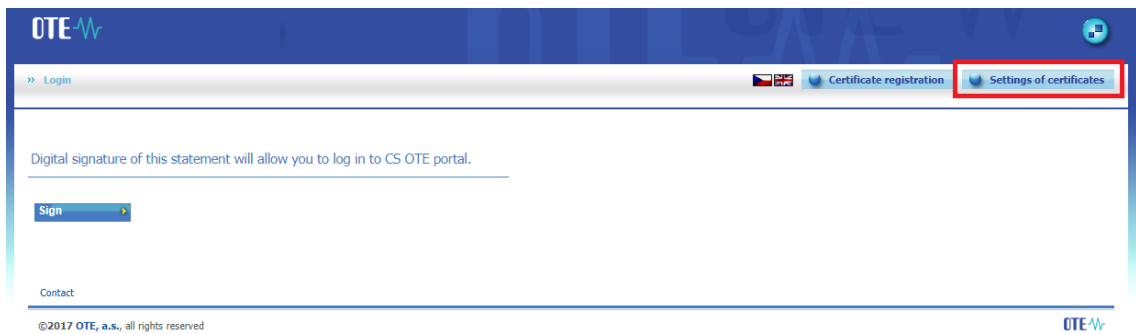 OTE
» Login
Certificate registration
Settings of certificates
Digital signature of this statement will allow you to log in to CS OTE portal.
Sign
Contact
©2017 OTE, a.s., all rights reserved
OTE